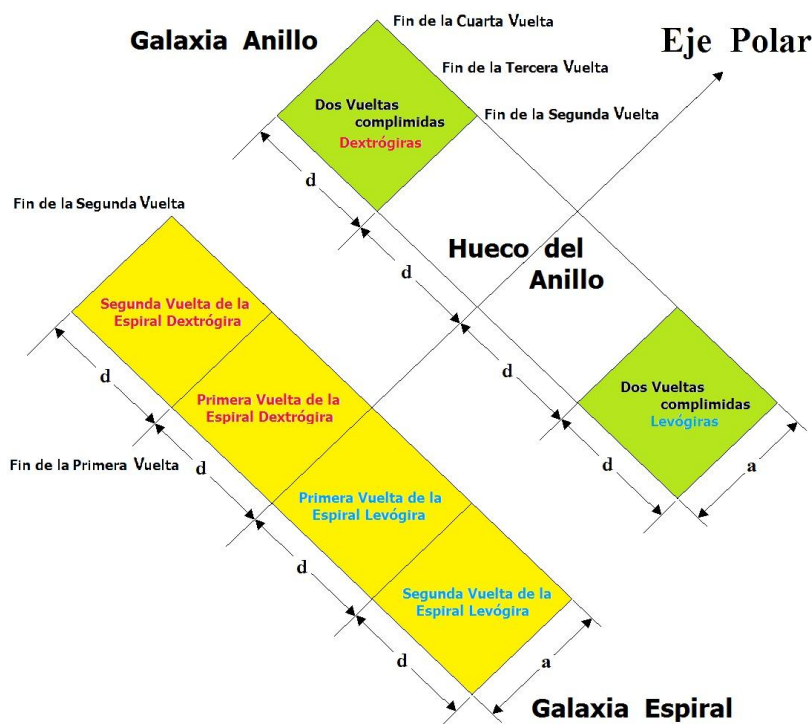 Galaxia Anillo
Fin de la Cuarta Vuelta
Eje Polar
Fin de la Tercera Vuelta
Dos Vueltas
complimidas
Dextrógiras
Fin de la Segunda Vuelta
d
d
Hueco del
Anillo
d
d
Dos Vueltas
complimidas
Levógiras
a
Fin de la Segunda Vuelta
Segunda Vuelta de la
Espiral Dextrógira
d
Primera Vuelta de la
Espiral Dextrógira
Fin de la Primera Vuelta
d
Primera Vuelta de la
Espiral Levógira
d
Segunda Vuelta de la
Espiral Levógira
d
a
Galaxia Espiral